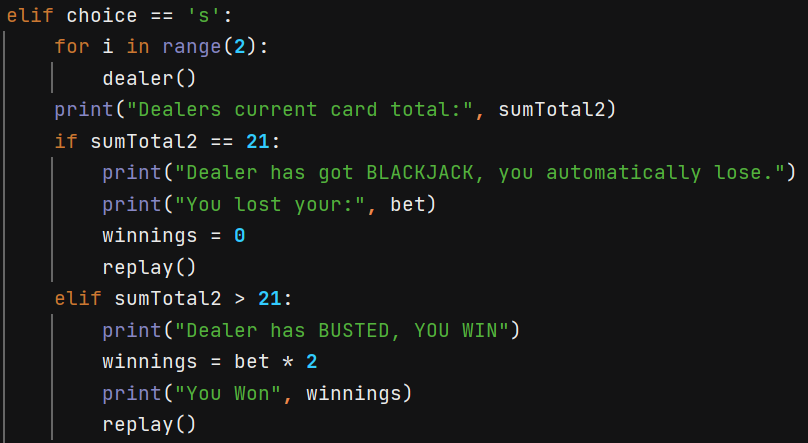 elif choice == 's':
    for i in range(2):
        dealer()
    print("Dealers current card total:", sumTotal2)
    if sumTotal2 == 21:
        print("Dealer has got BLACKJACK, you automatically lose.")
        print("You lost your:", bet)
        winnings = 0
        replay()
    elif sumTotal2 > 21:
        print("Dealer has BUSTED, YOU WIN")
        winnings = bet * 2
        print("You Won", winnings)
        replay()